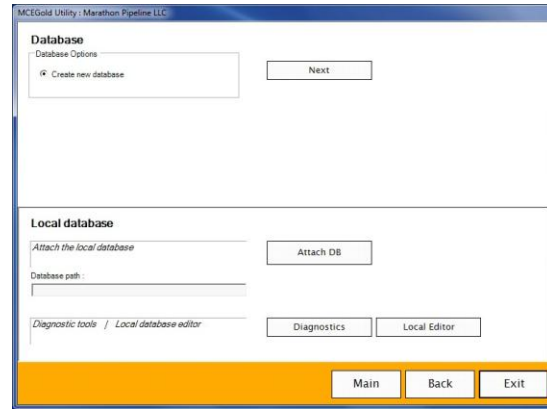 MCEGold Utility : Marathon Pipeline LLC
Database
Database Options
Create new database
Next
Local database
Attach the local database
Attach DB
Database path :
Diagnostic tools / Local database editor
Diagnostics
Local Editor
Main
Back
Exit